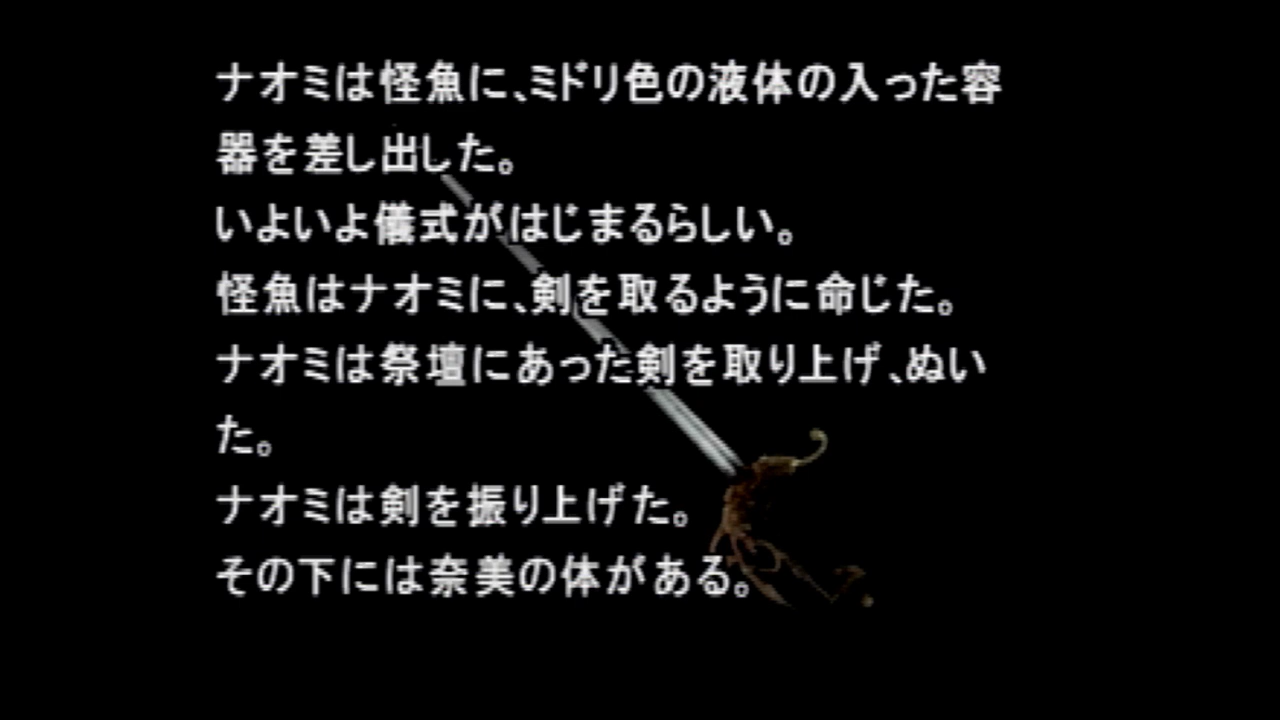 ナオミは怪魚に、ミドリ色の液体の入った容
器を差し出した。
いよいよ儀式がはじまるらしい。
怪魚はナオミに、剣を取るように命じた。
ナオミは祭壇にあった剣を取り上げ、ぬい
た。
ナオミは剣を振り上げた。
その下には奈美の体がある。